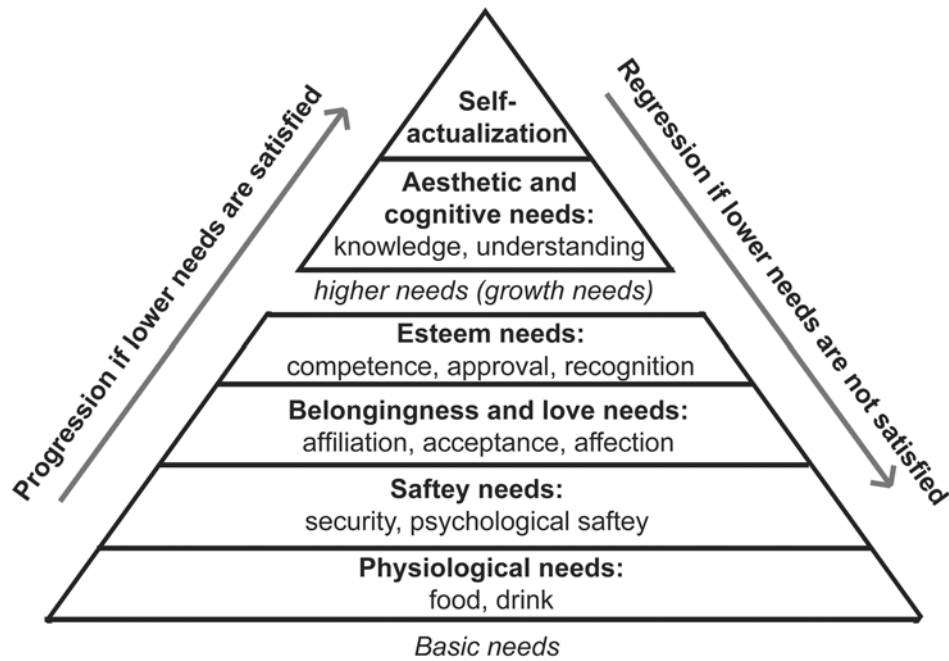 Progression if lower needs are satisfied
Regression if lower needs are not satisfied
Self-
actualization
Aesthetic and
cognitive needs:
knowledge, understanding
higher needs (growth needs)
Esteem needs:
competence, approval, recognition
Belongingness and love needs:
affiliation, acceptance, affection
Saftey needs:
security, psychological saftey
Physiological needs:
food, drink
Basic needs